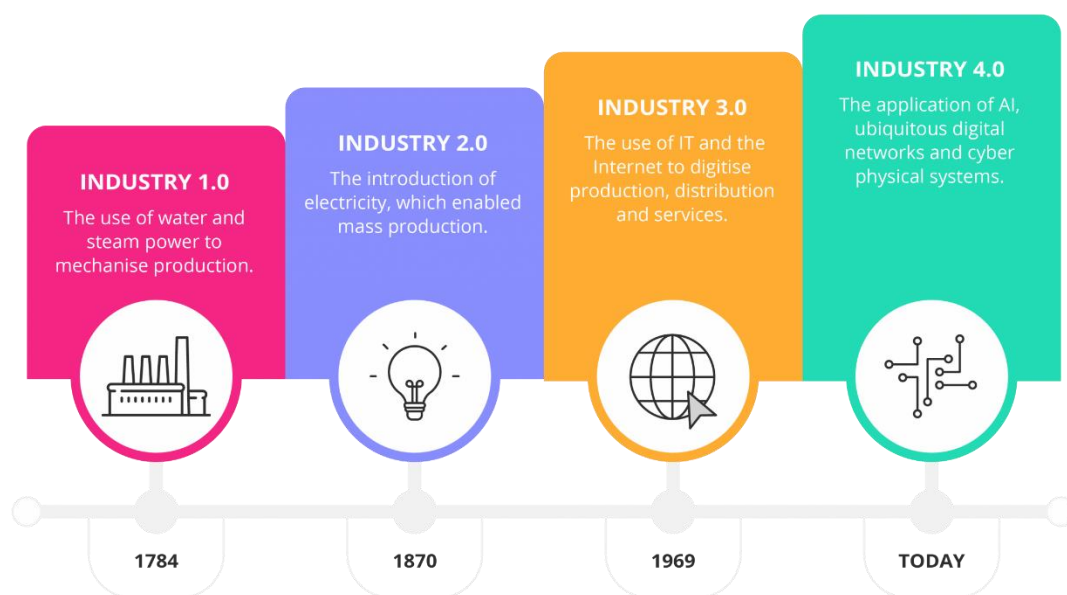 INDUSTRY 1.0
The use of water and
steam power to
mechanise production.
1784
INDUSTRY 2.0
The introduction of
electricity, which enabled
mass production.
1870
INDUSTRY 3.0
The use of IT and the
Internet to digitise
production, distribution
and services.
1969
INDUSTRY 4.0
The application of AI,
ubiquitous digital
networks and cyber
physical systems.
TODAY